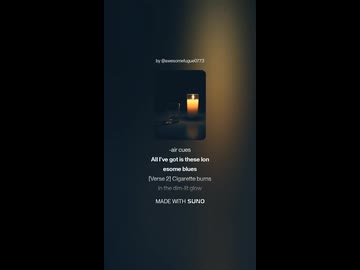 by @awesomefugue0773
-air cues
All I've got is these lon
esome blues
[Verse 2] Cigarette burns
in the dim-lit glow
MADE WITH SUNO